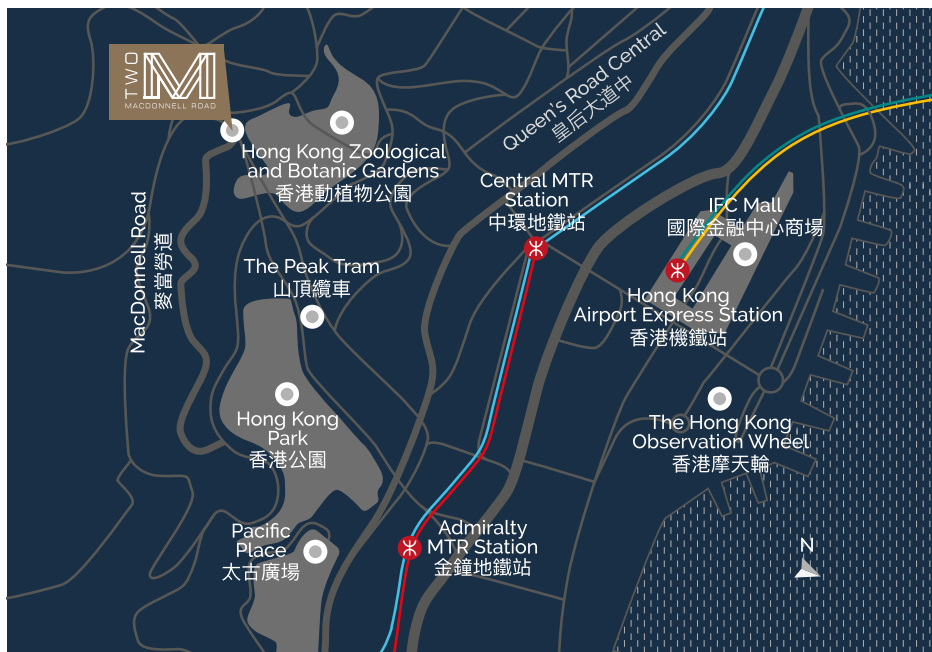 TWO
M
MACDONNELL ROAD
Queen's Road Central
皇后大道中
Hong Kong Zoological
and Botanic Gardens
香港動植物公園
Central MTR
Station
中環地鐵站
IFC Mall
國際金融中心商場
MacDonnell Road
麥當勞道
The Peak Tram
山頂纜車
Hong Kong
Airport Express Station
香港機鐵站
Hong Kong
Park
香港公園
The Hong Kong
Observation Wheel
香港摩天輪
Pacific
Place
太古廣場
Admiralty
MTR Station
金鐘地鐵站
N